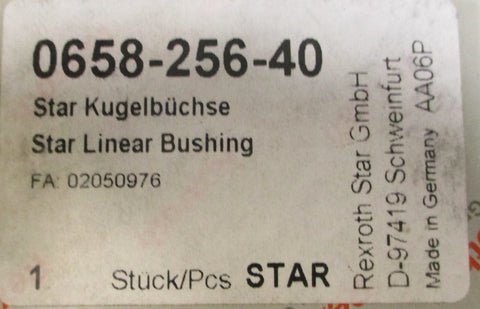 0658-256-40
Star Kugelbüchse
Star Linear Bushing
FA: 02050976
1 Stück/Pcs STAR
Rexroth Star GmbH
D-97419 Schweinfurt
Made in Germany AA06P